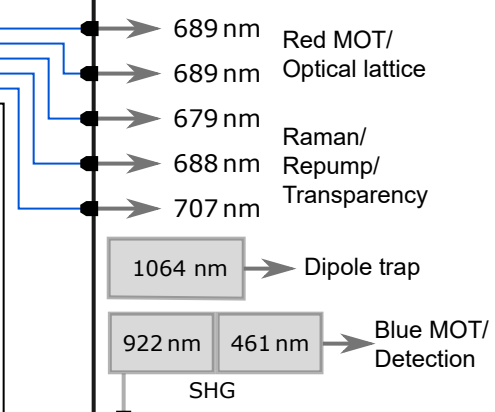 689 nm
689 nm
Red MOT/
Optical lattice
679 nm
688 nm
707 nm
Raman/
Repump/
Transparency
1064 nm
Dipole trap
922 nm
461 nm
Blue MOT/
Detection
SHG